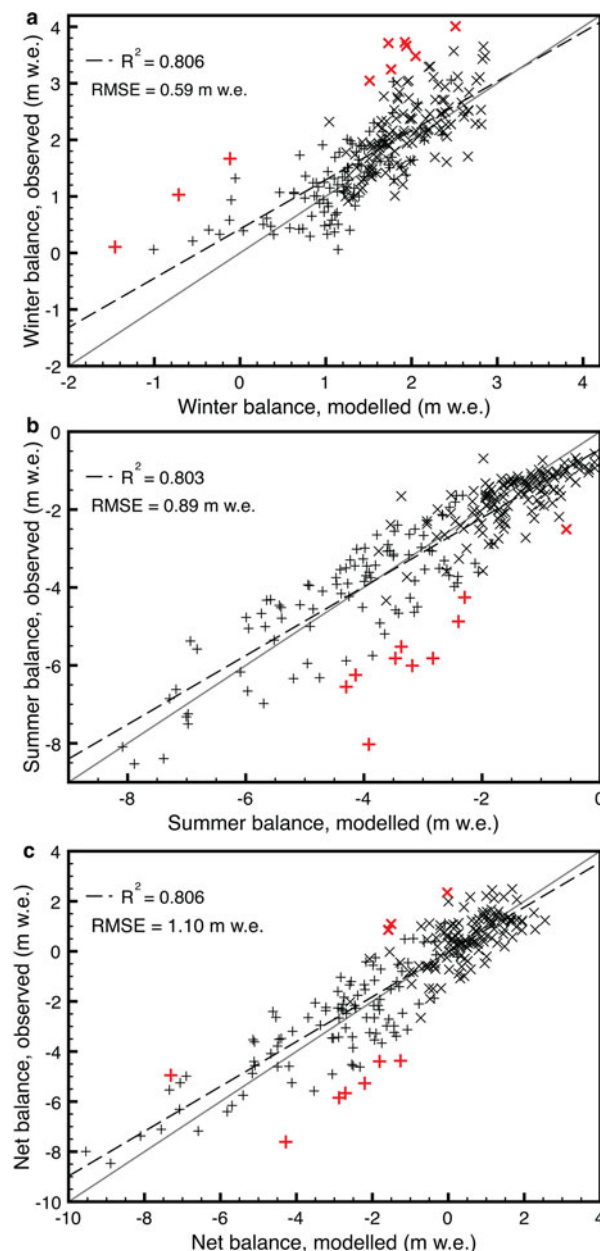 a
4
3
2
1
0
-1
-2
R² = 0.806
RMSE = 0.59 m w.e.
Winter balance, observed (m w.e.)
-2 -1 0 1 2 3 4
Winter balance, modelled (m w.e.)
b
0
-2
-4
-6
-8
R² = 0.803
RMSE = 0.89 m w.e.
Summer balance, observed (m w.e.)
-8 -6 -4 -2 0
Summer balance, modelled (m w.e.)
c
4
2
0
-2
-4
-6
-8
-10
R² = 0.806
RMSE = 1.10 m w.e.
Net balance, observed (m w.e.)
-10 -8 -6 -4 -2 0 2 4
Net balance, modelled (m w.e.)